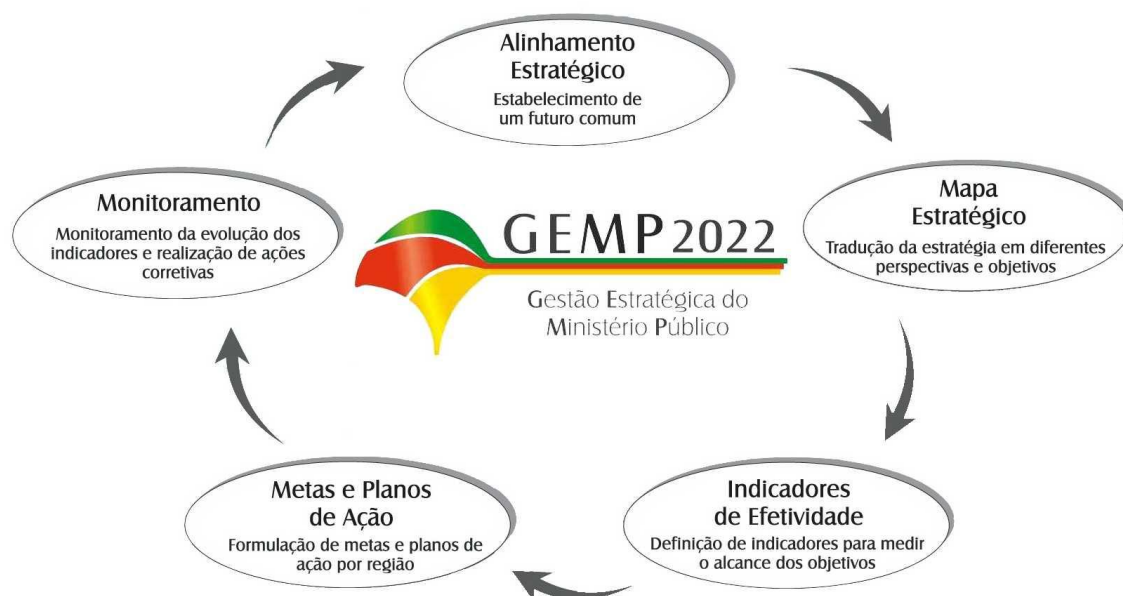 Alinhamento
Estratégico
Estabelecimento de
um futuro comum
Mapa
Estratégico
Tradução da estratégia em diferentes
perspectivas e objetivos
Indicadores
de Efetividade
Definição de indicadores para medir
o alcance dos objetivos
Metas e Planos
de Ação
Formulação de metas e planos de
ação por região
Monitoramento
Monitoramento da evolução dos
indicadores e realização de ações
corretivas
GEMP 2022
Gestão Estratégica do
Ministério Público